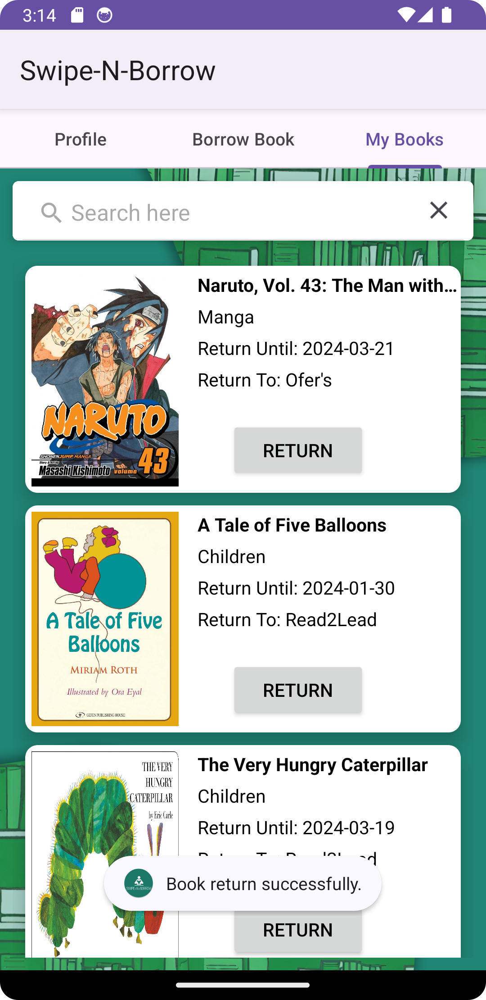 3:14
Swipe-N-Borrow
Profile
Borrow Book
My Books
Search here
Naruto, Vol. 43: The Man with...
Manga
Return Until: 2024-03-21
Return To: Ofer's
RETURN
NARUTO
SHONEN JUMP MANGA
Story & Art by
Masashi Kishimoto
volume 43
A Tale of Five Balloons
Children
Return Until: 2024-01-30
Return To: Read2Lead
RETURN
A Tale of Five
Balloons
MIRIAM ROTH
Illustrated by Ora Eyal
GEFEN PUBLISHING HOUSE
The Very Hungry Caterpillar
Children
Return Until: 2024-03-19
Return To: Read2Lead
THE VERY
HUNGRY
CATERPILLAR
by Eric Carle
SWIPE-N-BORROW
Book return successfully.
RETURN